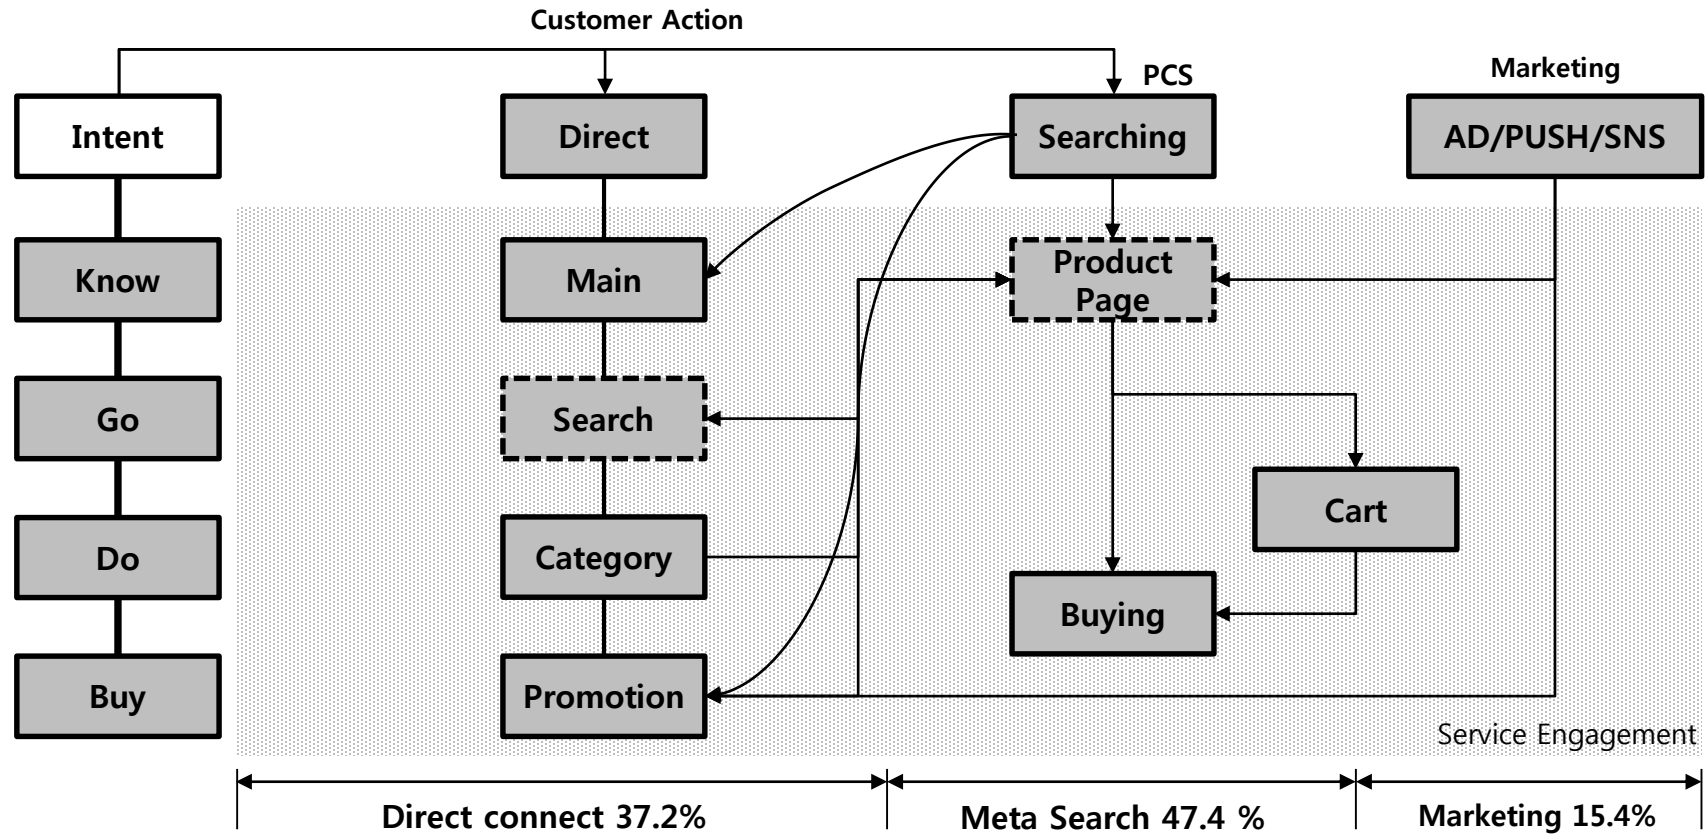 Customer Action
PCS
Marketing
Intent
Direct
Searching
AD/PUSH/SNS
Know
Main
Product
Page
Go
Search
Cart
Do
Category
Buying
Buy
Promotion
Service Engagement
Direct connect 37.2%
Meta Search 47.4 %
Marketing 15.4%